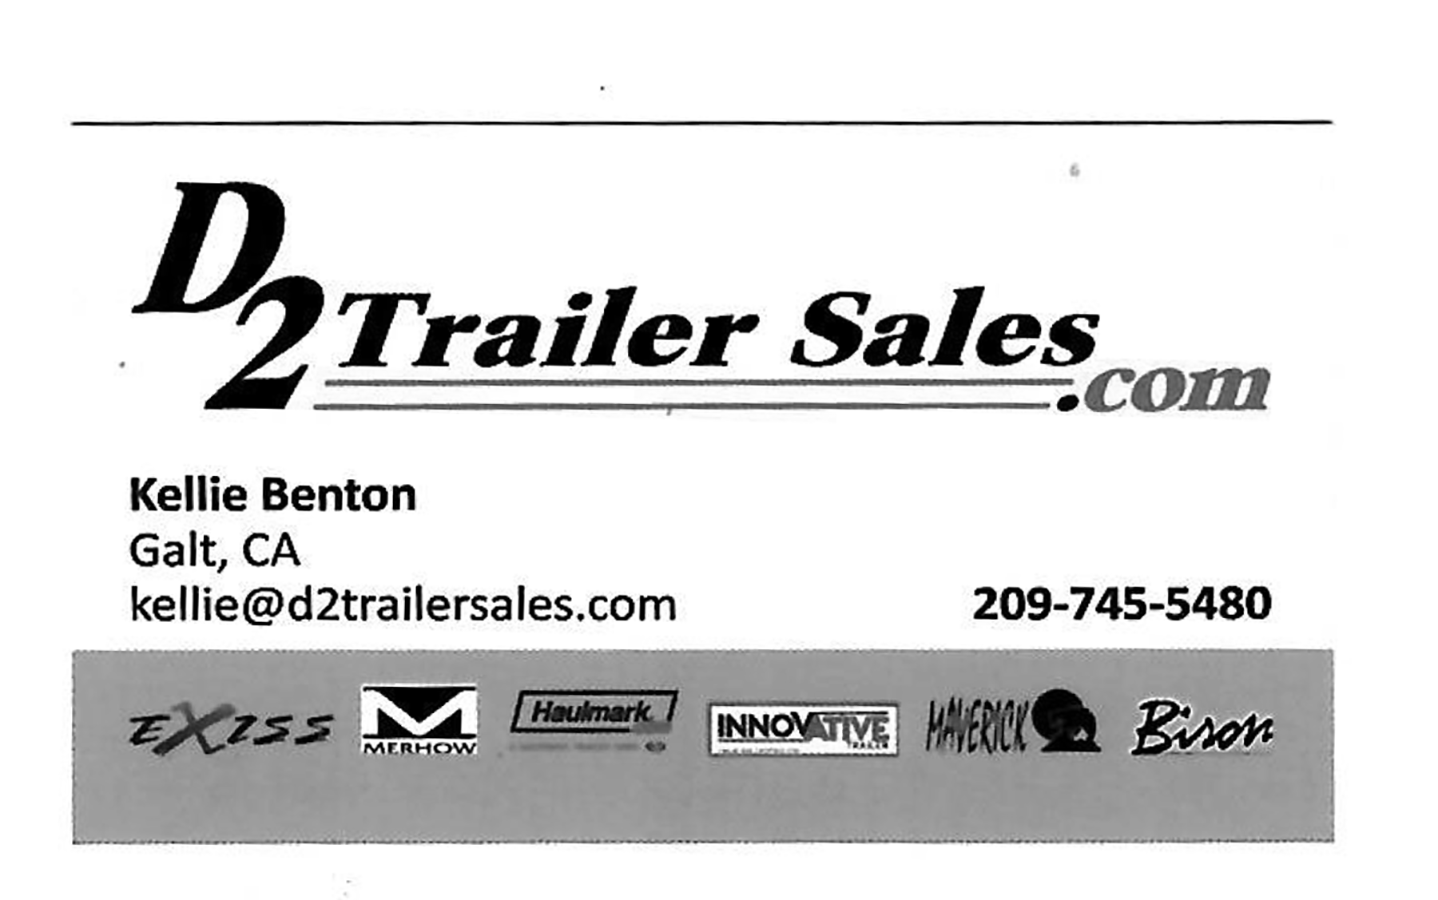 D2 Trailer Sales.com
Kellie Benton
Galt, CA
kellie@d2trailersales.com 209-745-5480
EXISS MERHOW Haulmark INNOVATIVE TRAILER MAVERICK Bison